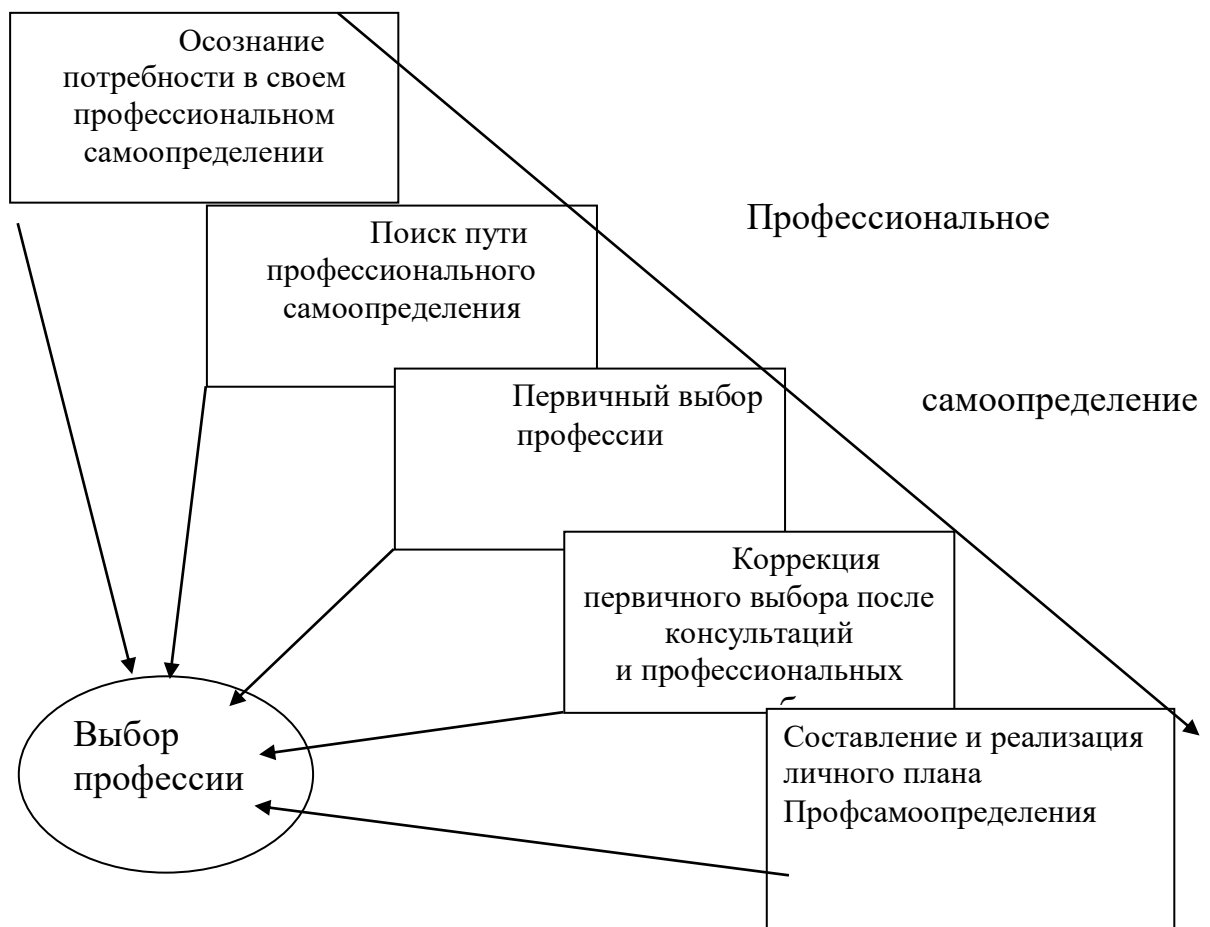 Осознание
потребности в своем
профессиональном
самоопределении
Профессиональное
Поиск пути
профессионального
самоопределения
Первичный выбор
профессии
самоопределение
Коррекция
первичного выбора после
консультаций
и профессиональных
Выбор
профессии
Составление и реализация
личного плана
Профсамоопределения